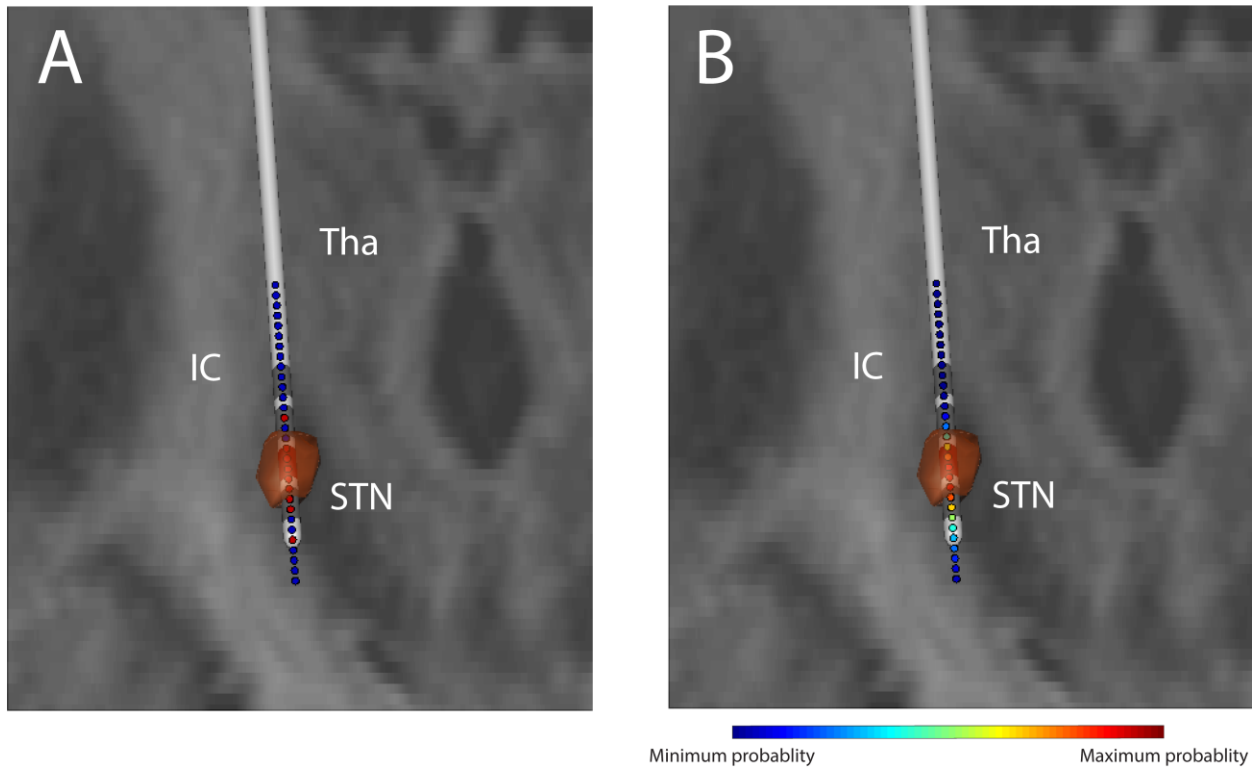 A
B
Tha
Tha
IC
IC
STN
STN
Minimum probablity
Maximum probablity